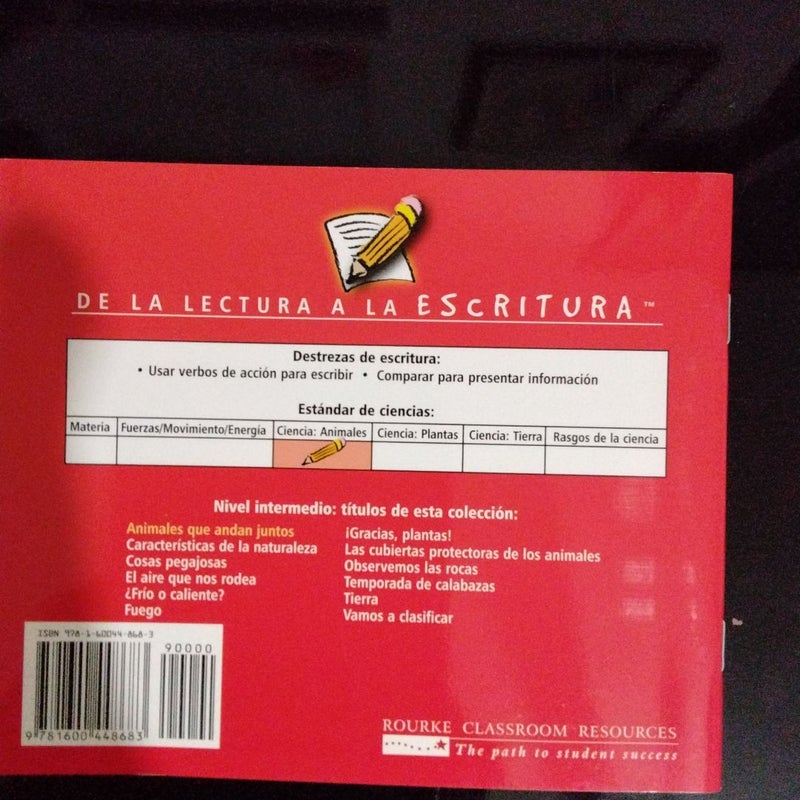 DE LA LECTURA A LA ESCRITURA™
Destrezas de escritura:
• Usar verbos de acción para escribir • Comparar para presentar información
Estándar de ciencias:
Materia Fuerzas/Movimiento/Energía Ciencia: Animales Ciencia: Plantas Ciencia: Tierra Rasgos de la ciencia
Nivel intermedio: títulos de esta colección:
Animales que andan juntos
Características de la naturaleza
Cosas pegajosas
El aire que nos rodea
¿Frío o caliente?
Fuego
¡Gracias, plantas!
Las cubiertas protectoras de los animales
Observemos las rocas
Temporada de calabazas
Tierra
Vamos a clasificar
ISBN 978-1-60044-868-3
90000
9 781600 448683
ROURKE CLASSROOM RESOURCES
The path to student success